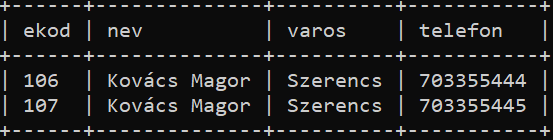 +------+--------------+----------+-----------+
| ekod | nev          | varos    | telefon   |
+------+--------------+----------+-----------+
| 106  | Kovács Magor | Szerencs | 703355444 |
| 107  | Kovács Magor | Szerencs | 703355445 |
+------+--------------+----------+-----------+